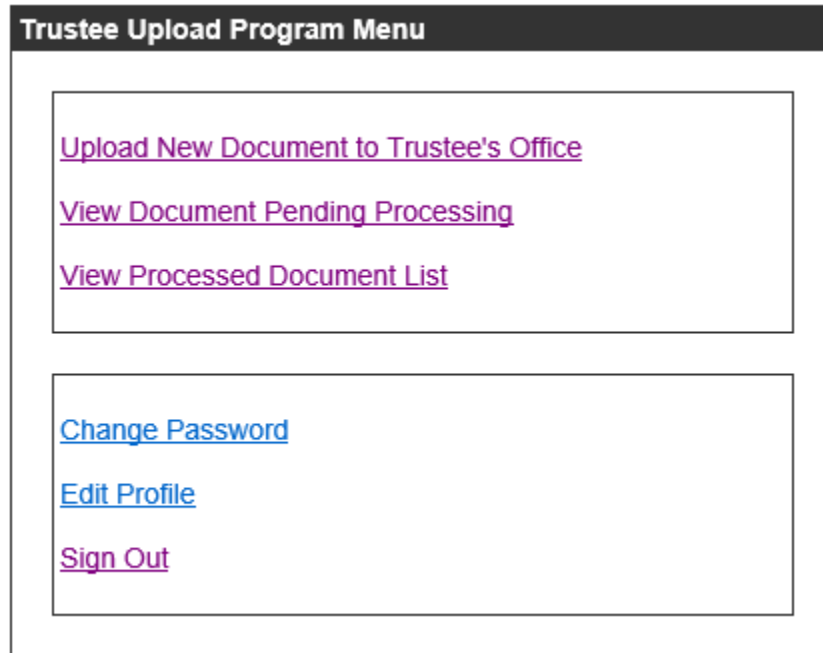 Trustee Upload Program Menu
Upload New Document to Trustee's Office
View Document Pending Processing
View Processed Document List
Change Password
Edit Profile
Sign Out